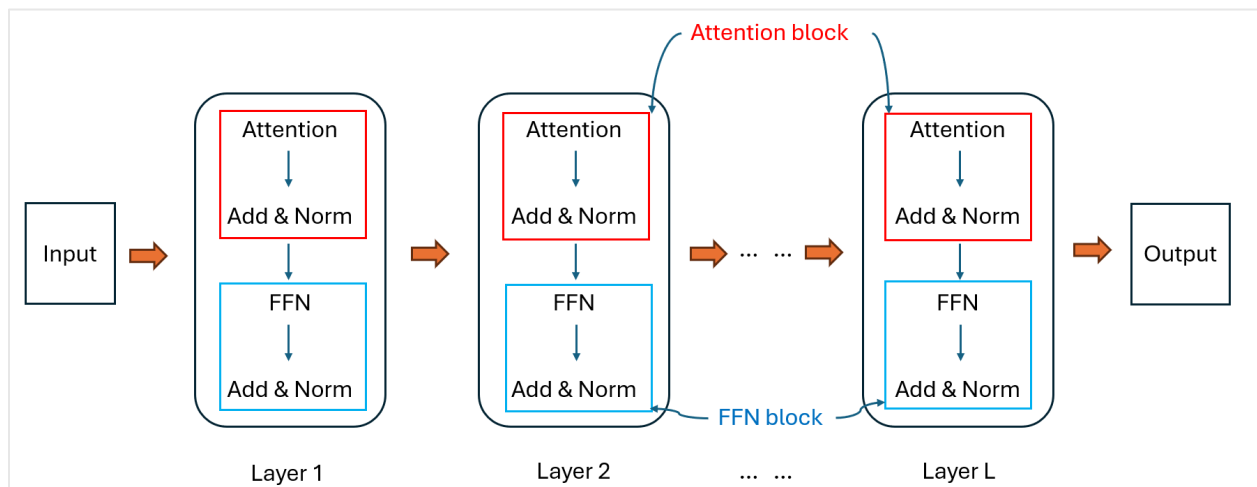 Attention block
Attention
Add & Norm
FFN
Add & Norm
Attention
Add & Norm
FFN
Add & Norm
Attention
Add & Norm
FFN
Add & Norm
Input
... ...
Output
FFN block
Layer 1
Layer 2
... ...
Layer L